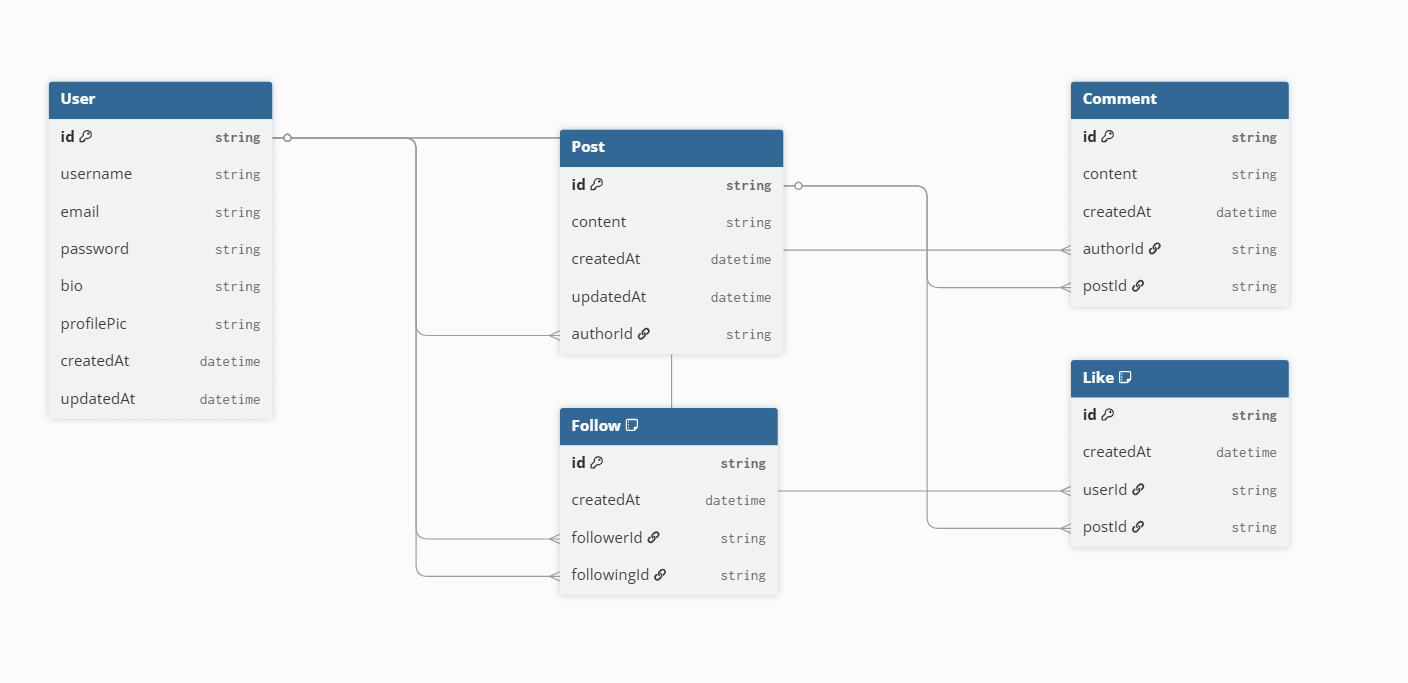 User
id string
username string
email string
password string
bio string
profilePic string
createdAt datetime
updatedAt datetime
Post
id string
content string
createdAt datetime
updatedAt datetime
authorId string
Follow
id string
createdAt datetime
followerId string
followingId string
Comment
id string
content string
createdAt datetime
authorId string
postId string
Like
id string
createdAt datetime
userId string
postId string